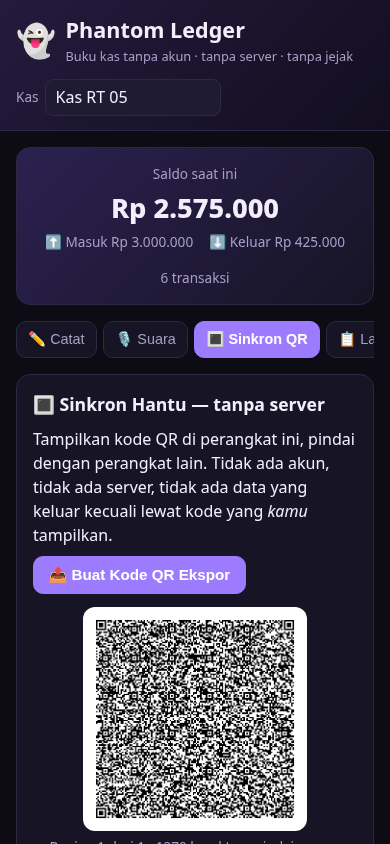 Phantom Ledger
Buku kas tanpa akun · tanpa server · tanpa jejak
Kas
Kas RT 05
Saldo saat ini
Rp 2.575.000
Masuk Rp 3.000.000
Keluar Rp 425.000
6 transaksi
Catat
Suara
Sinkron QR
La
Sinkron Hantu — tanpa server
Tampilkan kode QR di perangkat ini, pindai
dengan perangkat lain. Tidak ada akun,
tidak ada server, tidak ada data yang
keluar kecuali lewat kode yang kamu
tampilkan.
Buat Kode QR Ekspor